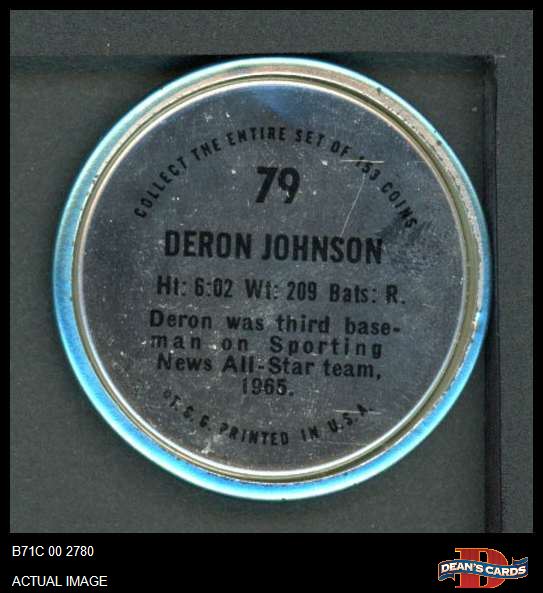 COLLECT THE ENTIRE SET OF 153 COINS
79
DERON JOHNSON
Ht: 6:02 Wt: 209 Bats: R.
Deron was third base-
man on Sporting
News All-Star team,
1965.
©T.C.G. PRINTED IN U.S.A.
B71C 00 2780
ACTUAL IMAGE
D
DEAN'S CARDS